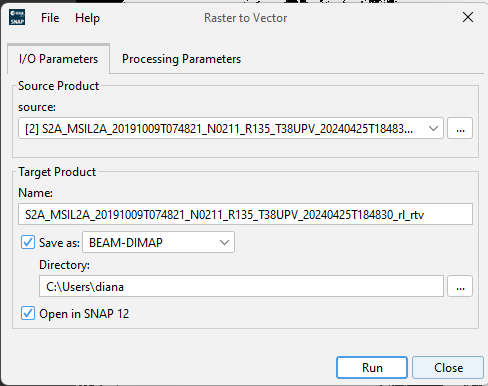 esa
SNAP
File Help Raster to Vector
I/O Parameters Processing Parameters
Source Product
source:
[2] S2A_MSIL2A_20191009T074821_N0211_R135_T38UPV_20240425T18483... ...
Target Product
Name:
S2A_MSIL2A_20191009T074821_N0211_R135_T38UPV_20240425T184830_rl_rtv
Save as: BEAM-DIMAP
Directory:
C:\Users\diana ...
Open in SNAP 12
Run Close